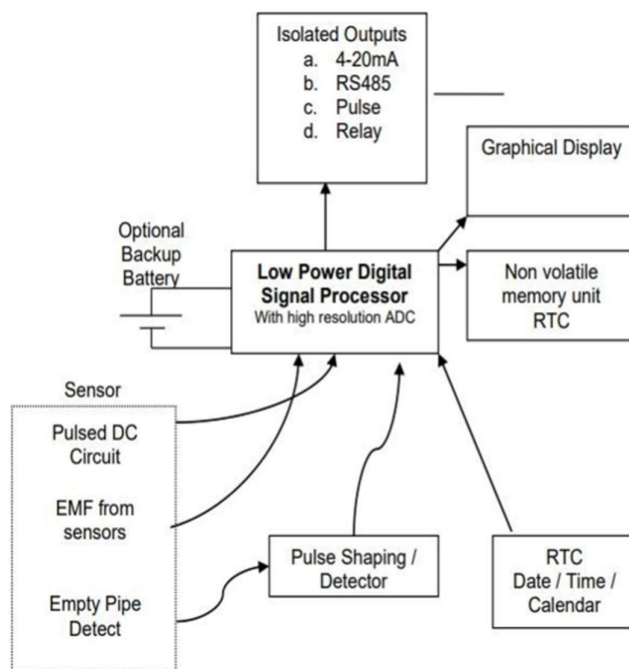 Isolated Outputs
a. 4-20mA
b. RS485
c. Pulse
d. Relay
Graphical Display
Optional
Backup
Battery
Low Power Digital
Signal Processor
With high resolution ADC
Non volatile
memory unit
RTC
Sensor
Pulsed DC
Circuit
EMF from
sensors
Empty Pipe
Detect
Pulse Shaping /
Detector
RTC
Date / Time /
Calendar